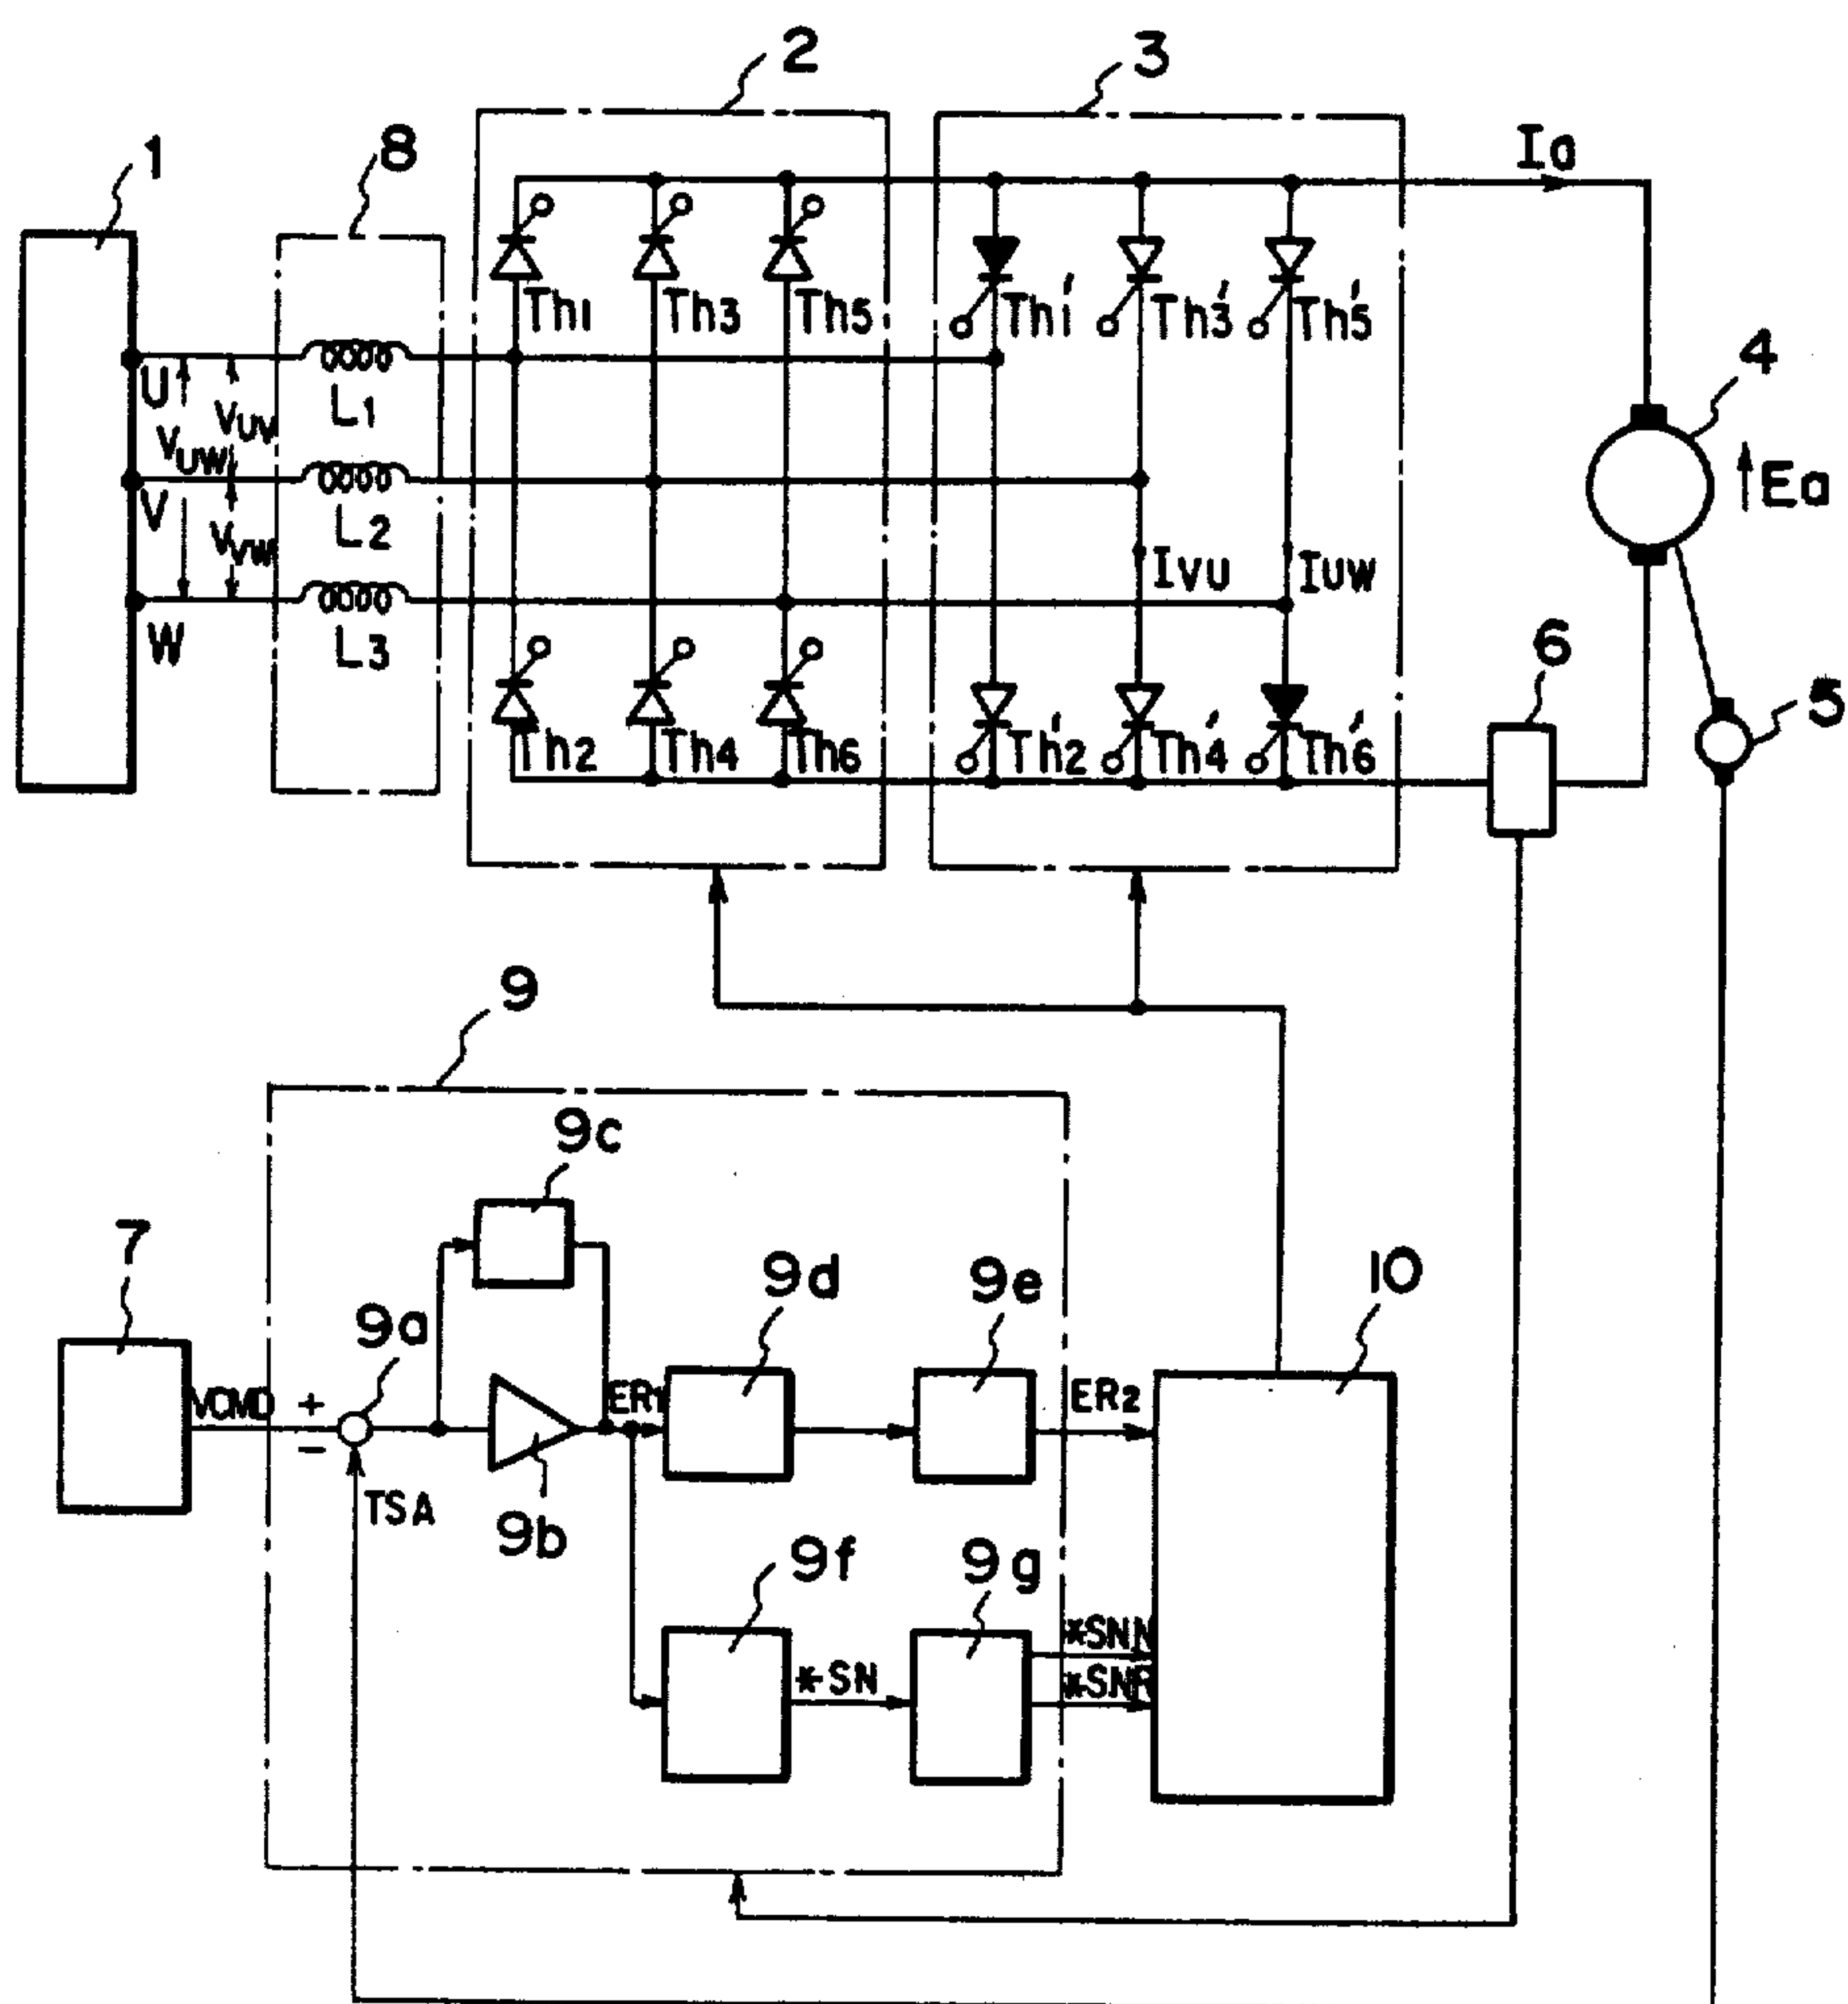 2
3
1
8
Ia
Th1
Th3
Th5
Th1'
Th3'
Th5'
4
U
VUV
L1
VUW
Ea
V
L2
VVW
IVU
IUW
W
L3
6
5
Th2
Th4
Th6
Th'2
Th4'
Th6'
9
9c
7
9d
9e
10
9a
VCMD
+
ER1
ER2
−
TSA
9b
9f
9g
*SNN
*SN
*SNR